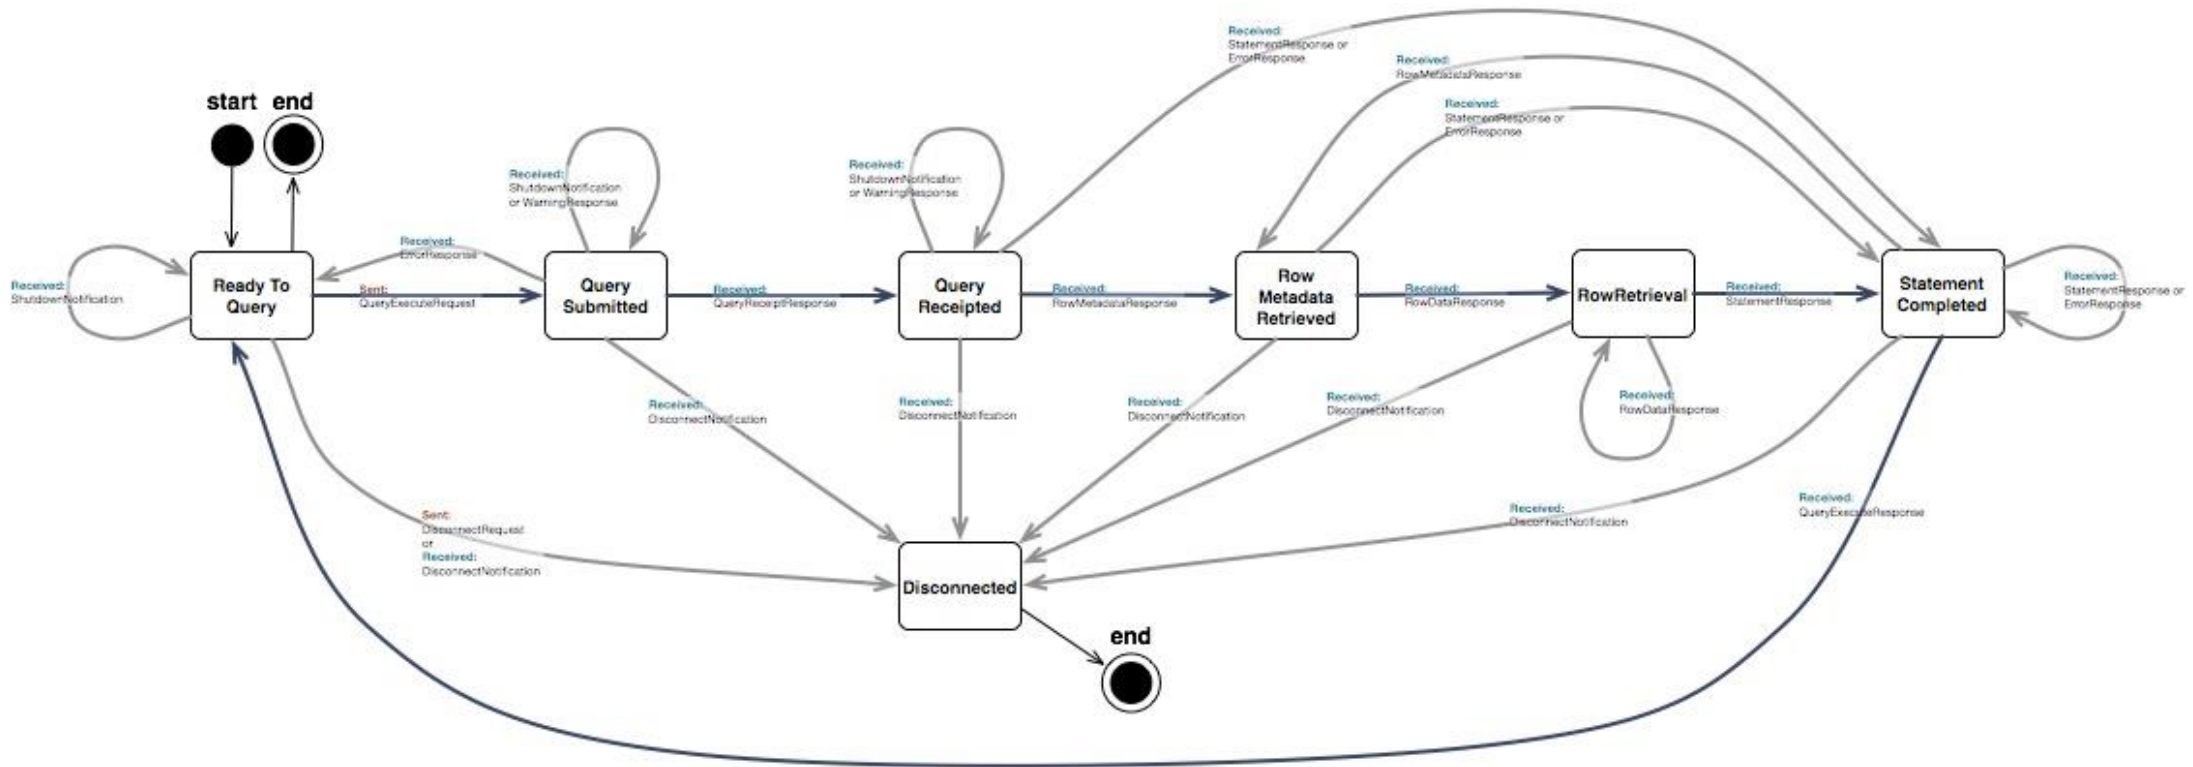 Received:
StatementResponse or
ErrorResponse
Received:
RowMetadataResponse
Received:
StatementResponse or
ErrorResponse
start
end
Received:
ShutdownNotification
or WarningResponse
Received:
ShutdownNotification
or WarningResponse
Received:
ErrorResponse
Received:
ShutdownNotification
Ready To
Query
Sent:
QueryExecuteRequest
Query
Submitted
Received:
QueryReceiptResponse
Query
Receipted
Received:
RowMetadataResponse
Row
Metadata
Retrieved
Received:
RowDataResponse
RowRetrieval
Received:
StatementResponse
Statement
Completed
Received:
StatementResponse or
ErrorResponse
Received:
DisconnectNotification
Received:
DisconnectNotification
Received:
DisconnectNotification
Received:
DisconnectNotification
Received:
RowDataResponse
Sent:
DisconnectRequest
or
Received:
DisconnectNotification
Received:
DisconnectNotification
Received:
QueryExecuteResponse
Disconnected
end